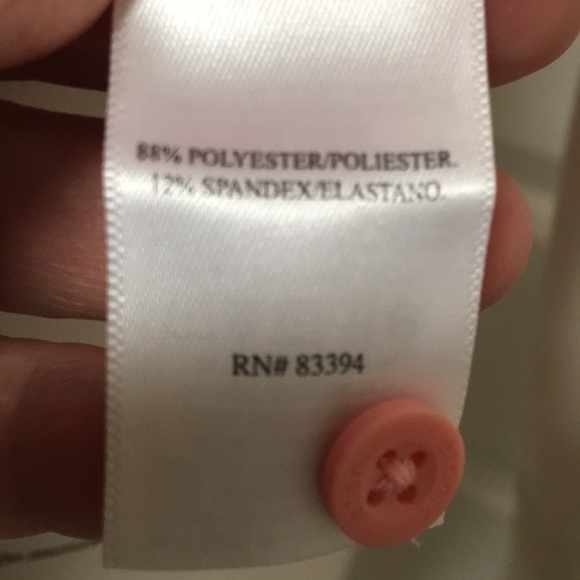 88% POLYESTER/POLIESTER.
12% SPANDEX/ELASTANO.
RN# 83394